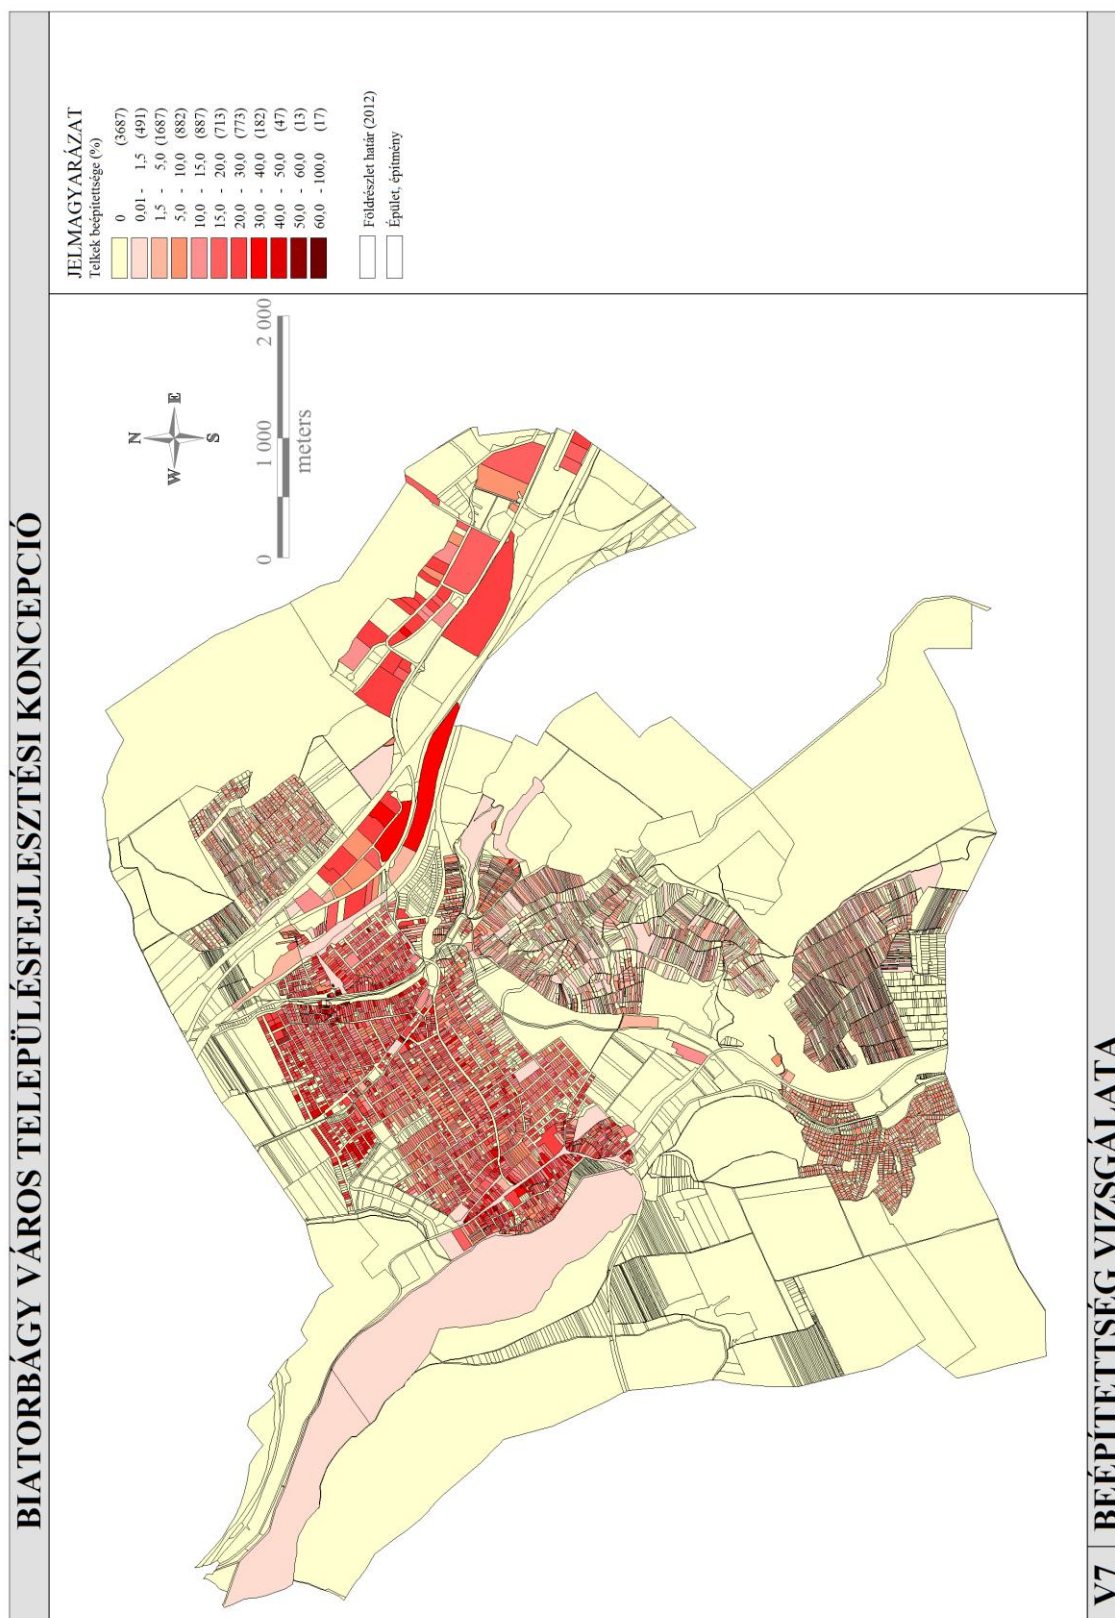 BIATORBÁGY VÁROS TELEPÜLÉSFEJLESZTÉSI KONCEPCIÓ
JELMAGYARÁZAT
Telkek beépítettsége (%)
0 (3687)
0,01 - 1,5 (491)
1,5 - 5,0 (1687)
5,0 - 10,0 (882)
10,0 - 15,0 (887)
15,0 - 20,0 (713)
20,0 - 30,0 (773)
30,0 - 40,0 (182)
40,0 - 50,0 (47)
50,0 - 60,0 (13)
60,0 - 100,0 (17)
Földrészlet határ (2012)
Épület, építmény
N
W E
S
0 1 000 2 000
meters
V7 BEÉPÍTETTSÉG VIZSGÁLATA